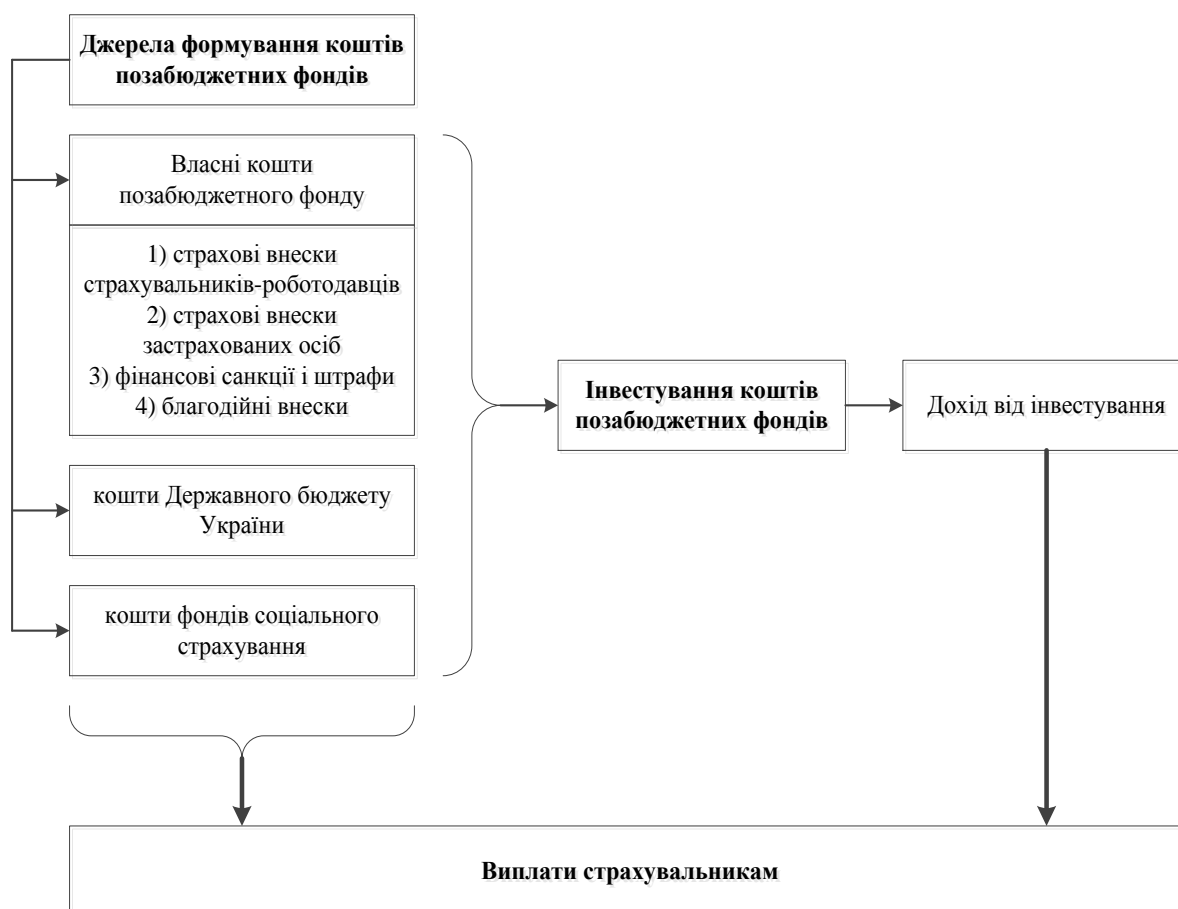 Джерела формування коштів
позабюджетних фондів
Власні кошти
позабюджетного фонду
1) страхові внески
страхувальників-роботодавців
2) страхові внески
застрахованих осіб
3) фінансові санкції і штрафи
4) благодійні внески
кошти Державного бюджету
України
кошти фондів соціального
страхування
Інвестування коштів
позабюджетних фондів
Дохід від інвестування
Виплати страхувальникам